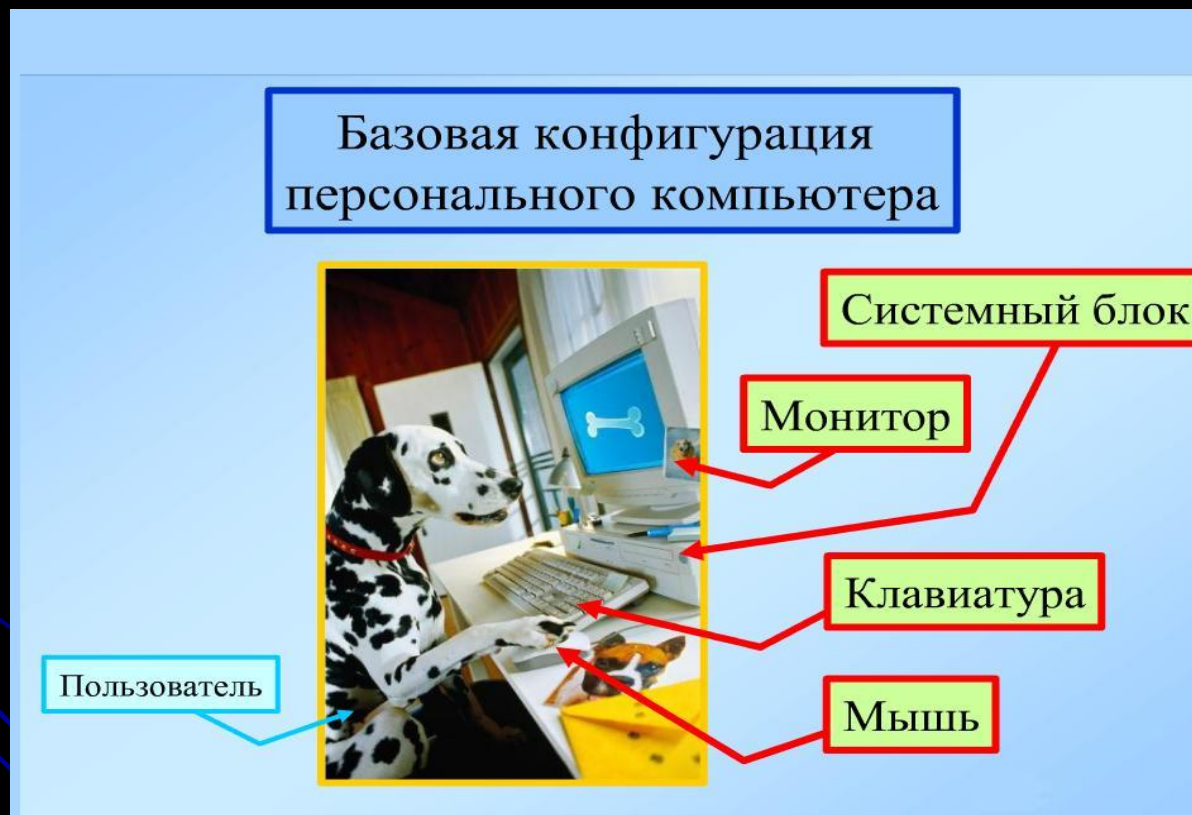 Базовая конфигурация
персонального компьютера
Системный блок
Монитор
Клавиатура
Пользователь
Мышь